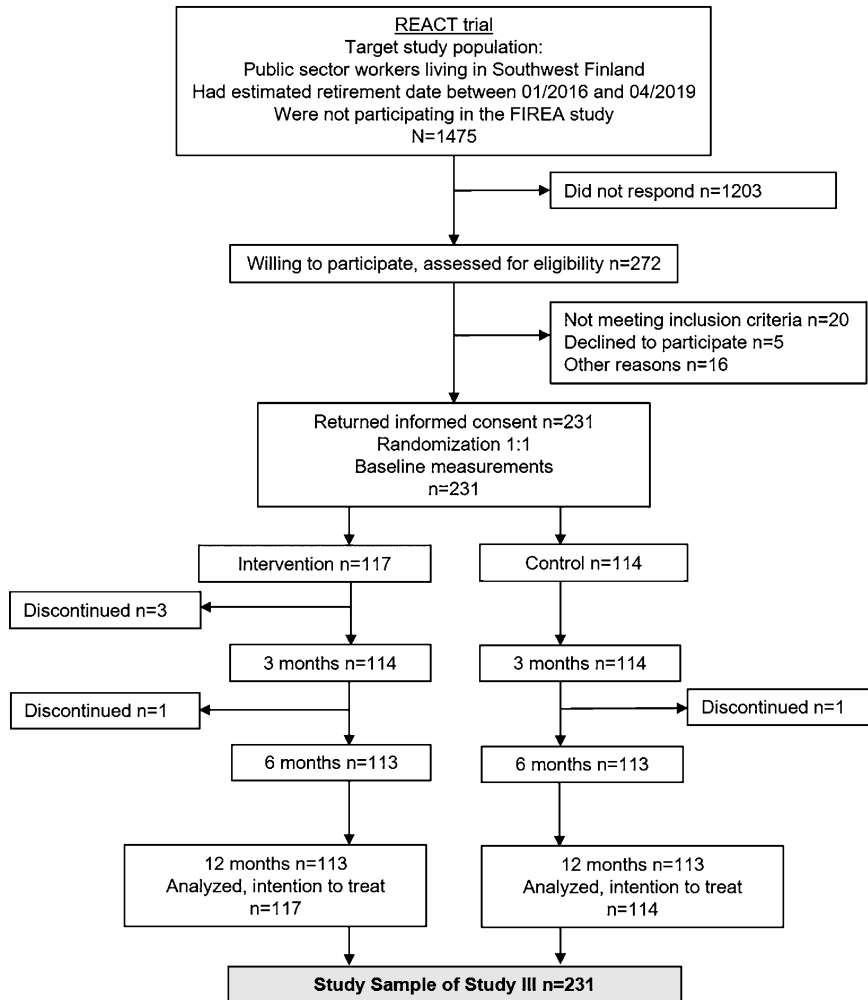 REACT trial
Target study population:
Public sector workers living in Southwest Finland
Had estimated retirement date between 01/2016 and 04/2019
Were not participating in the FIREA study
N=1475
Did not respond n=1203
Willing to participate, assessed for eligibility n=272
Not meeting inclusion criteria n=20
Declined to participate n=5
Other reasons n=16
Returned informed consent n=231
Randomization 1:1
Baseline measurements
n=231
Intervention n=117
Control n=114
Discontinued n=3
3 months n=114
3 months n=114
Discontinued n=1
Discontinued n=1
6 months n=113
6 months n=113
12 months n=113
Analyzed, intention to treat
n=117
12 months n=113
Analyzed, intention to treat
n=114
Study Sample of Study III n=231